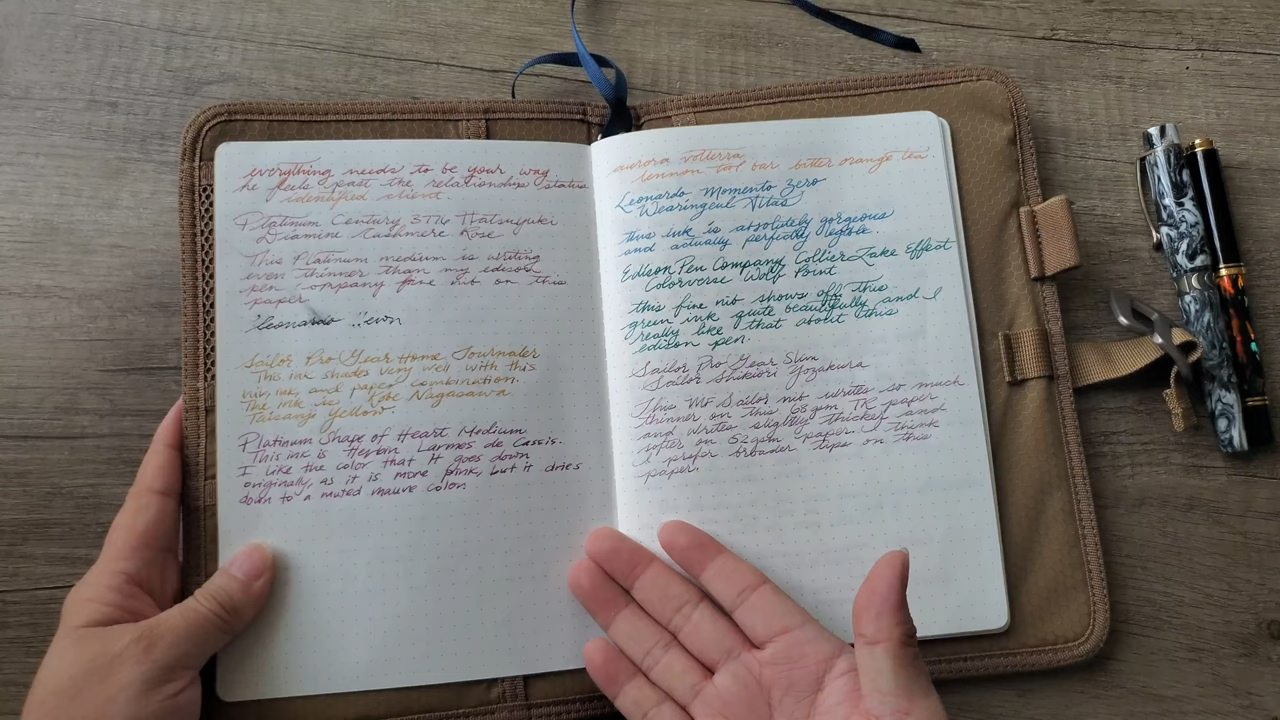 everything needs to be your way
he feels past the relationship status
identified client.
Platinum Century 3776 Hatsuyuki
Diamine Cashmere Rose
This Platinum medium is writing
even thinner than my edison
pen company fine nib on this
paper
leonardo
Sailor Pro Gear Home Journaler
This ink shades very well with this
nib, ink, and paper combination.
The ink is Kobe Nagasawa
Taisanji Yellow.
Platinum Shape of Heart Medium
This ink is Herbin Larmes de Cassis.
I like the color that it goes down
originally, as it is more pink, but it dries
down to a muted mauve color.
aurora volterra
lennon tool bar bitter orange tea
Leonardo Momento Zero
Wearingeul Atlas
this ink is absolutely gorgeous
and actually perfectly legible.
Edison Pen Company Collier Lake Effect
Colorverse Wolf Point
this fine nib shows off this
green ink quite beautifully and I
really like that about this
edison pen.
Sailor Pro Gear Slim
Sailor Shikiori Yozakura
This MF Sailor nib writes so much
thinner on this 68gsm TR paper
and writes slightly thicker and
softer on 52gsm paper. I think
I prefer broader tips on this
paper.